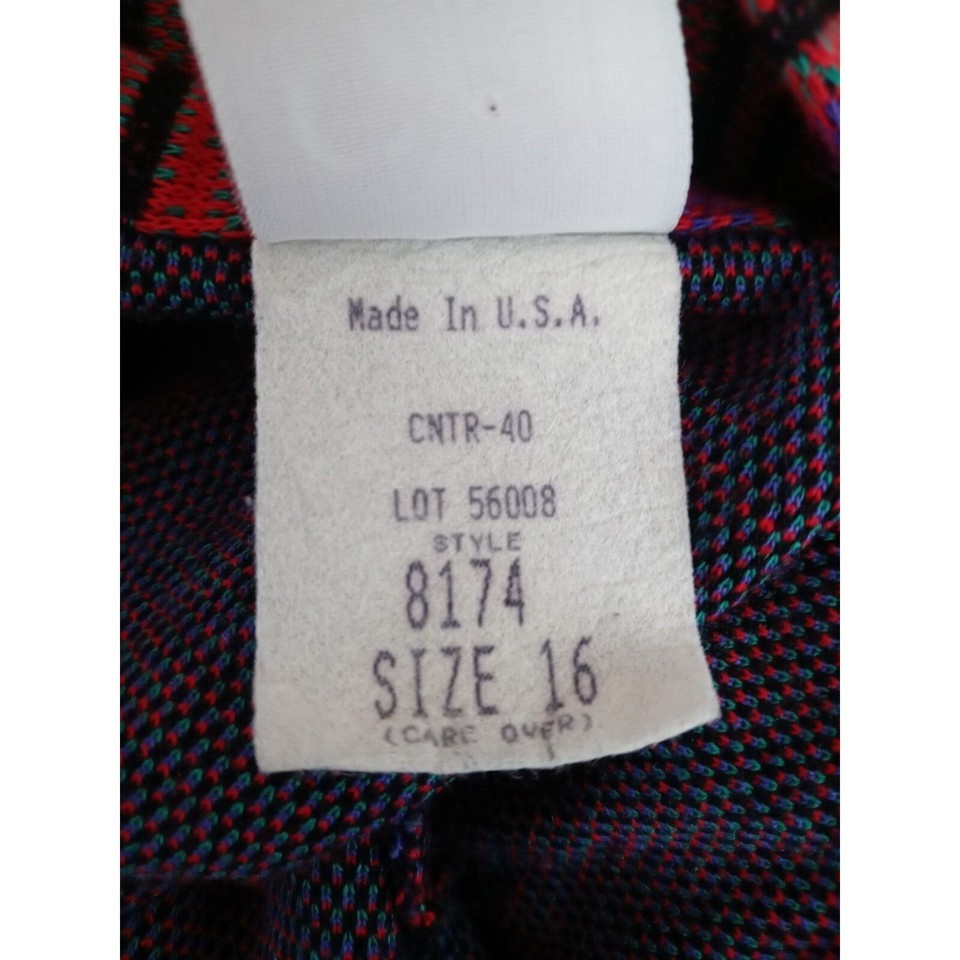 Made In U.S.A.
CNTR-40
LOT 56008
STYLE
8174
SIZE 16
(CARE OVER)